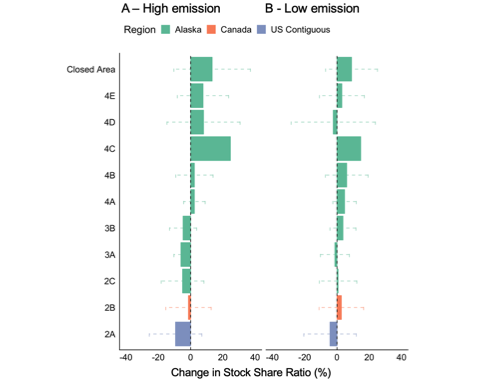 A – High emission B - Low emission
Region Alaska Canada US Contiguous
Closed Area
4E
4D
4C
4B
4A
3B
3A
2C
2B
2A
-40 -20 0 20 40 -40 -20 0 20 40
Change in Stock Share Ratio (%)